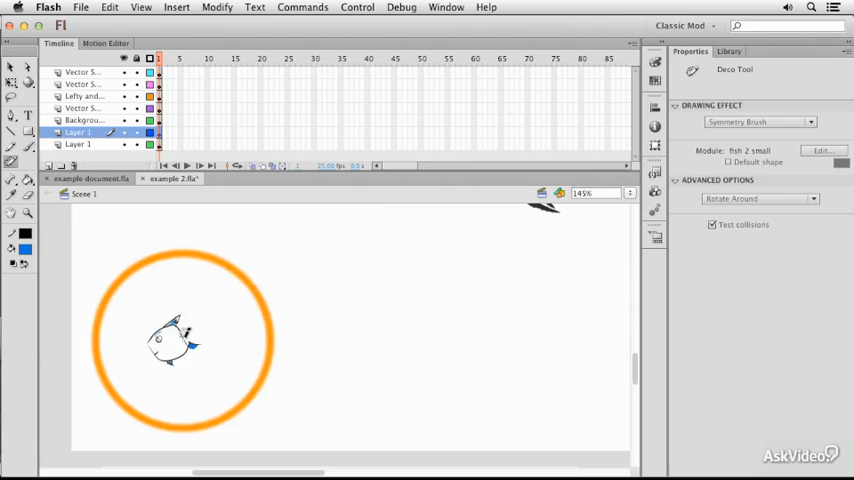 Flash File Edit View Insert Modify Text Commands Control Debug Window Help
Fl Classic Mod
Timeline Motion Editor
Properties Library
1 5 10 15 20 25 30 35 40 45 50 55 60 65 70 75 80 85
Deco Tool
Vector S...
Vector S...
Lefty and...
Vector S...
Backgrou...
Layer 1
Layer 1
DRAWING EFFECT
Symmetry Brush
Module: fish 2 small Edit...
Default shape
ADVANCED OPTIONS
Rotate Around
Test collisions
1 25.00 fps 0.0 s
example document.fla example 2.fla*
Scene 1 145%
AskVideo